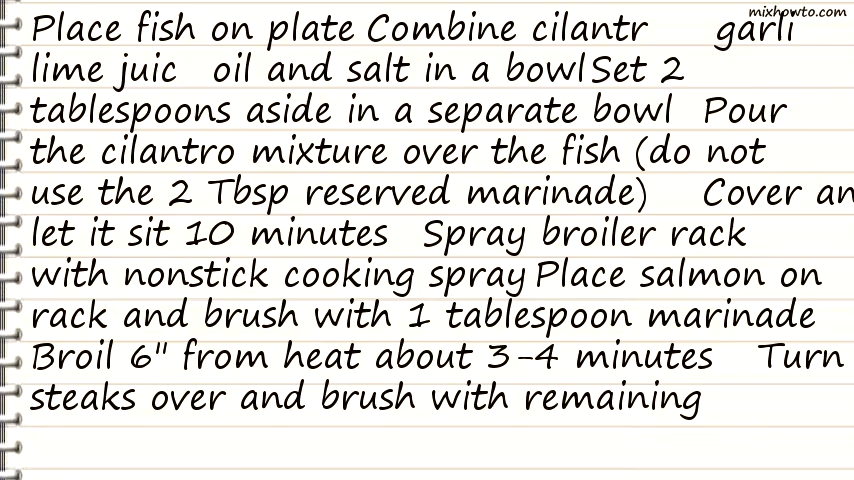 mixhowto.com
Place fish on plate Combine cilantr garli
lime juic oil and salt in a bowl Set 2
tablespoons aside in a separate bowl Pour
the cilantro mixture over the fish (do not
use the 2 Tbsp reserved marinade) Cover an
let it sit 10 minutes Spray broiler rack
with nonstick cooking spray Place salmon on
rack and brush with 1 tablespoon marinade
Broil 6" from heat about 3-4 minutes Turn
steaks over and brush with remaining